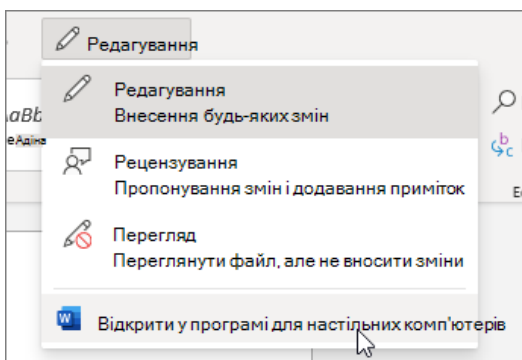 Редагування
Редагування
Внесення будь-яких змін
Рецензування
Пропонування змін і додавання приміток
Перегляд
Переглянути файл, але не вносити зміни
Відкрити у програмі для настільних комп'ютерів